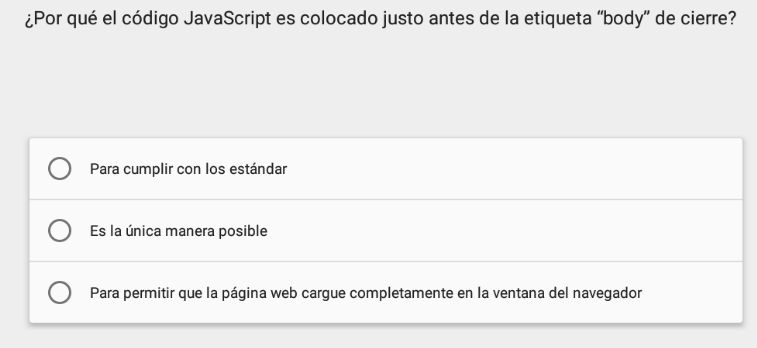 ¿Por qué el código JavaScript es colocado justo antes de la etiqueta “body” de cierre?
Para cumplir con los estándar
Es la única manera posible
Para permitir que la página web cargue completamente en la ventana del navegador